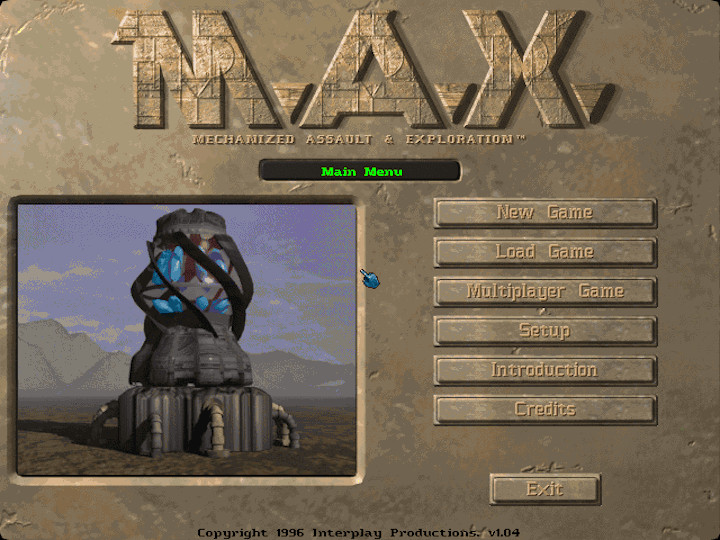 M.A.X.
MECHANIZED ASSAULT & EXPLORATION™
Main Menu
New Game
Load Game
Multiplayer Game
Setup
Introduction
Credits
Exit
Copyright 1996 Interplay Productions. v1.04